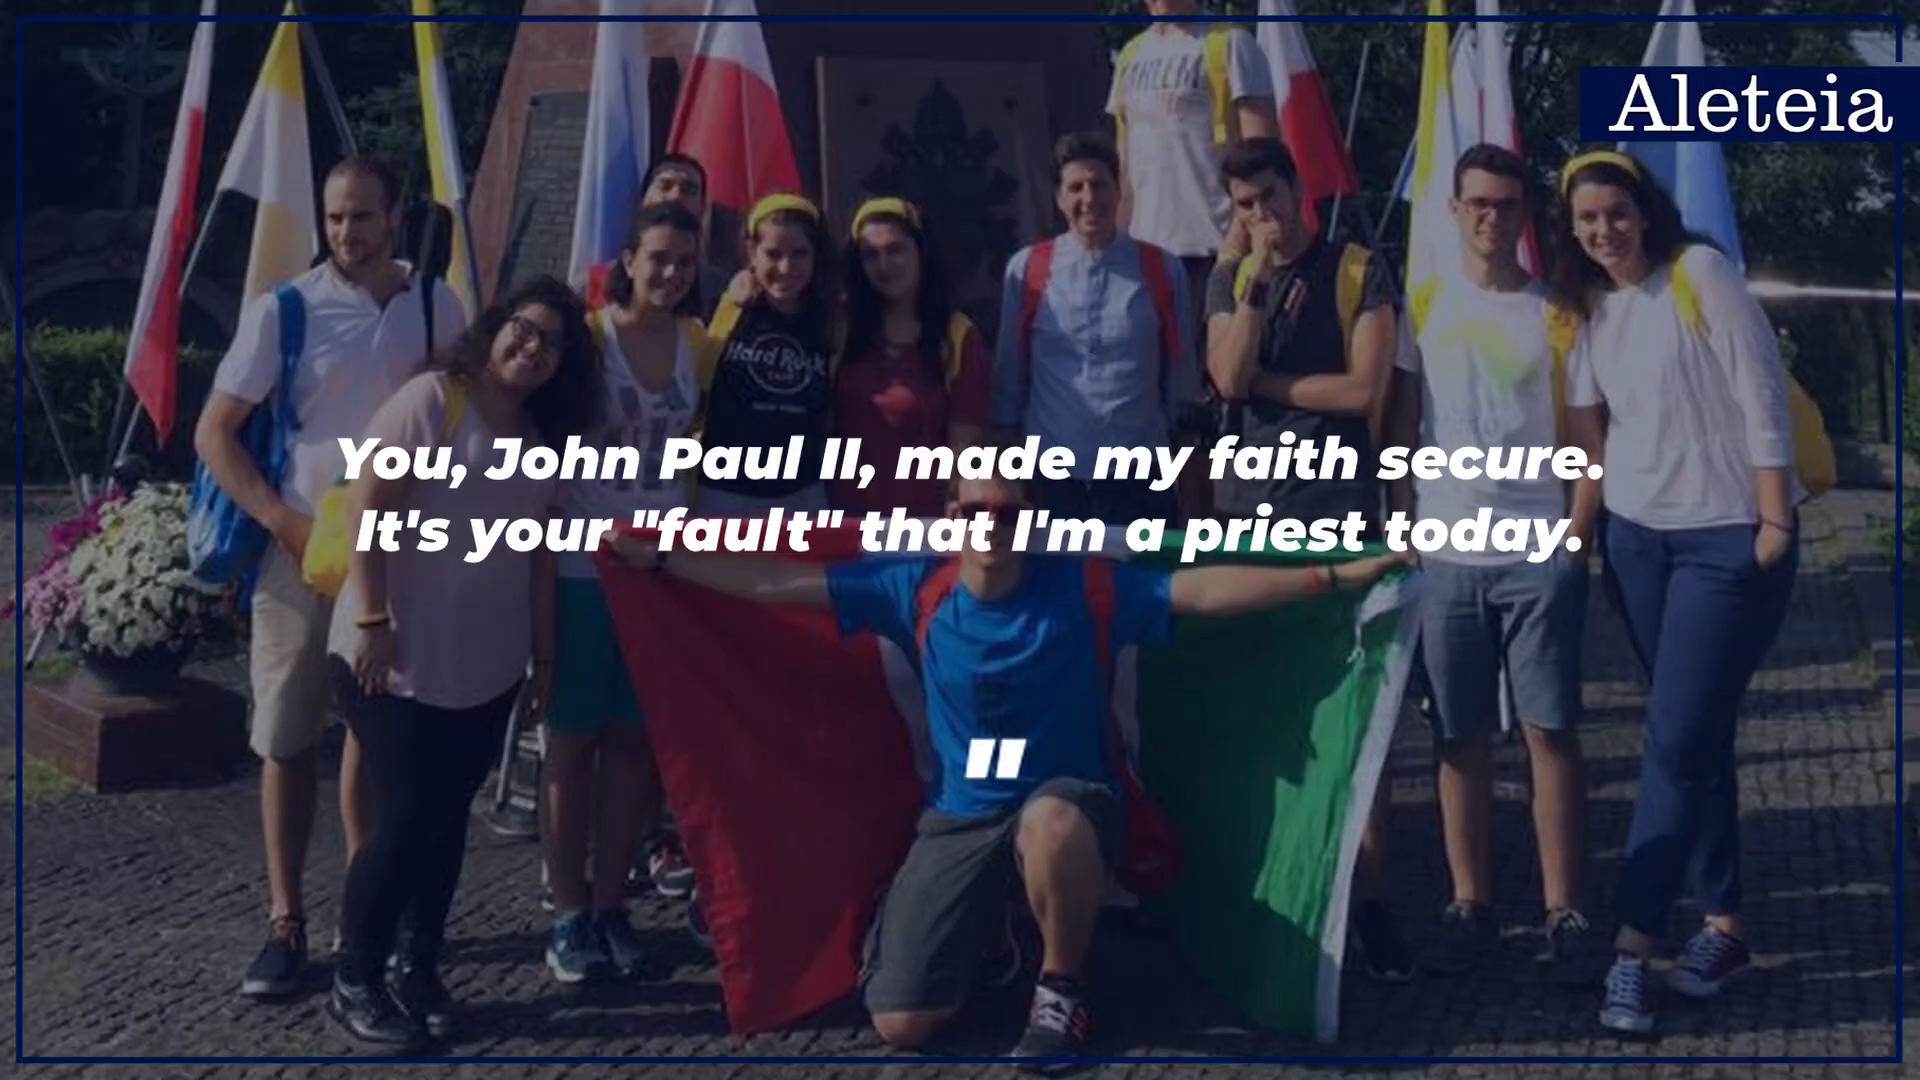 Aleteia
Hard Rock
You, John Paul II, made my faith secure.
It's your "fault" that I'm a priest today.
"